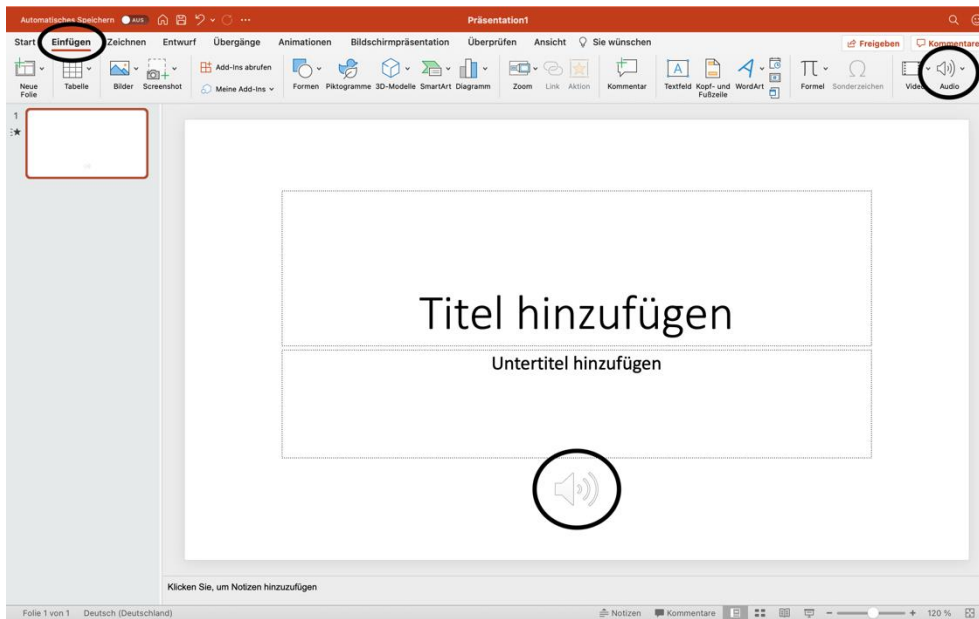 Automatisches Speichern AUS Präsentation1
Start Einfügen Zeichnen Entwurf Übergänge Animationen Bildschirmpräsentation Überprüfen Ansicht Sie wünschen Freigeben Kommentare
Add-Ins abrufen
Meine Add-Ins
Neue Folie Tabelle Bilder Screenshot Formen Piktogramme 3D-Modelle SmartArt Diagramm Zoom Link Aktion Kommentar Textfeld Kopf- und Fußzeile WordArt Formel Sonderzeichen Video Audio
1
Titel hinzufügen
Untertitel hinzufügen
Klicken Sie, um Notizen hinzuzufügen
Folie 1 von 1 Deutsch (Deutschland) Notizen Kommentare 120 %